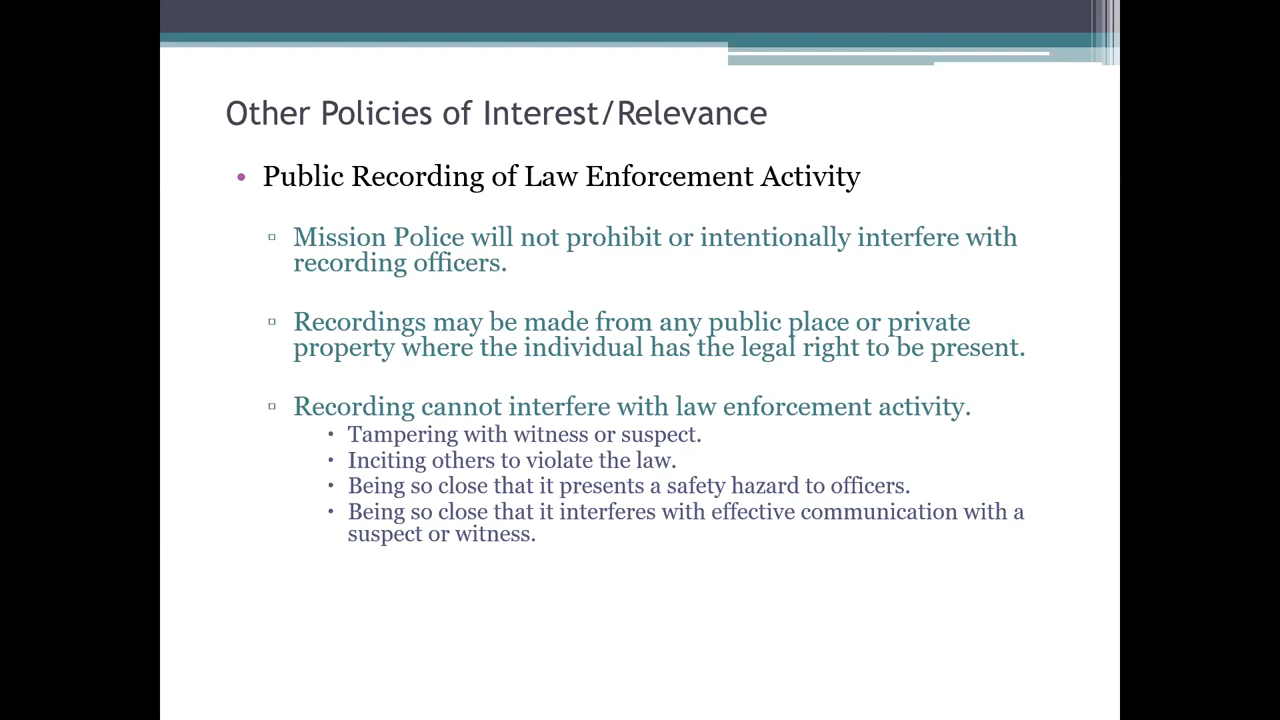 Other Policies of Interest/Relevance
• Public Recording of Law Enforcement Activity
▫ Mission Police will not prohibit or intentionally interfere with
recording officers.
▫ Recordings may be made from any public place or private
property where the individual has the legal right to be present.
▫ Recording cannot interfere with law enforcement activity.
• Tampering with witness or suspect.
• Inciting others to violate the law.
• Being so close that it presents a safety hazard to officers.
• Being so close that it interferes with effective communication with a
suspect or witness.